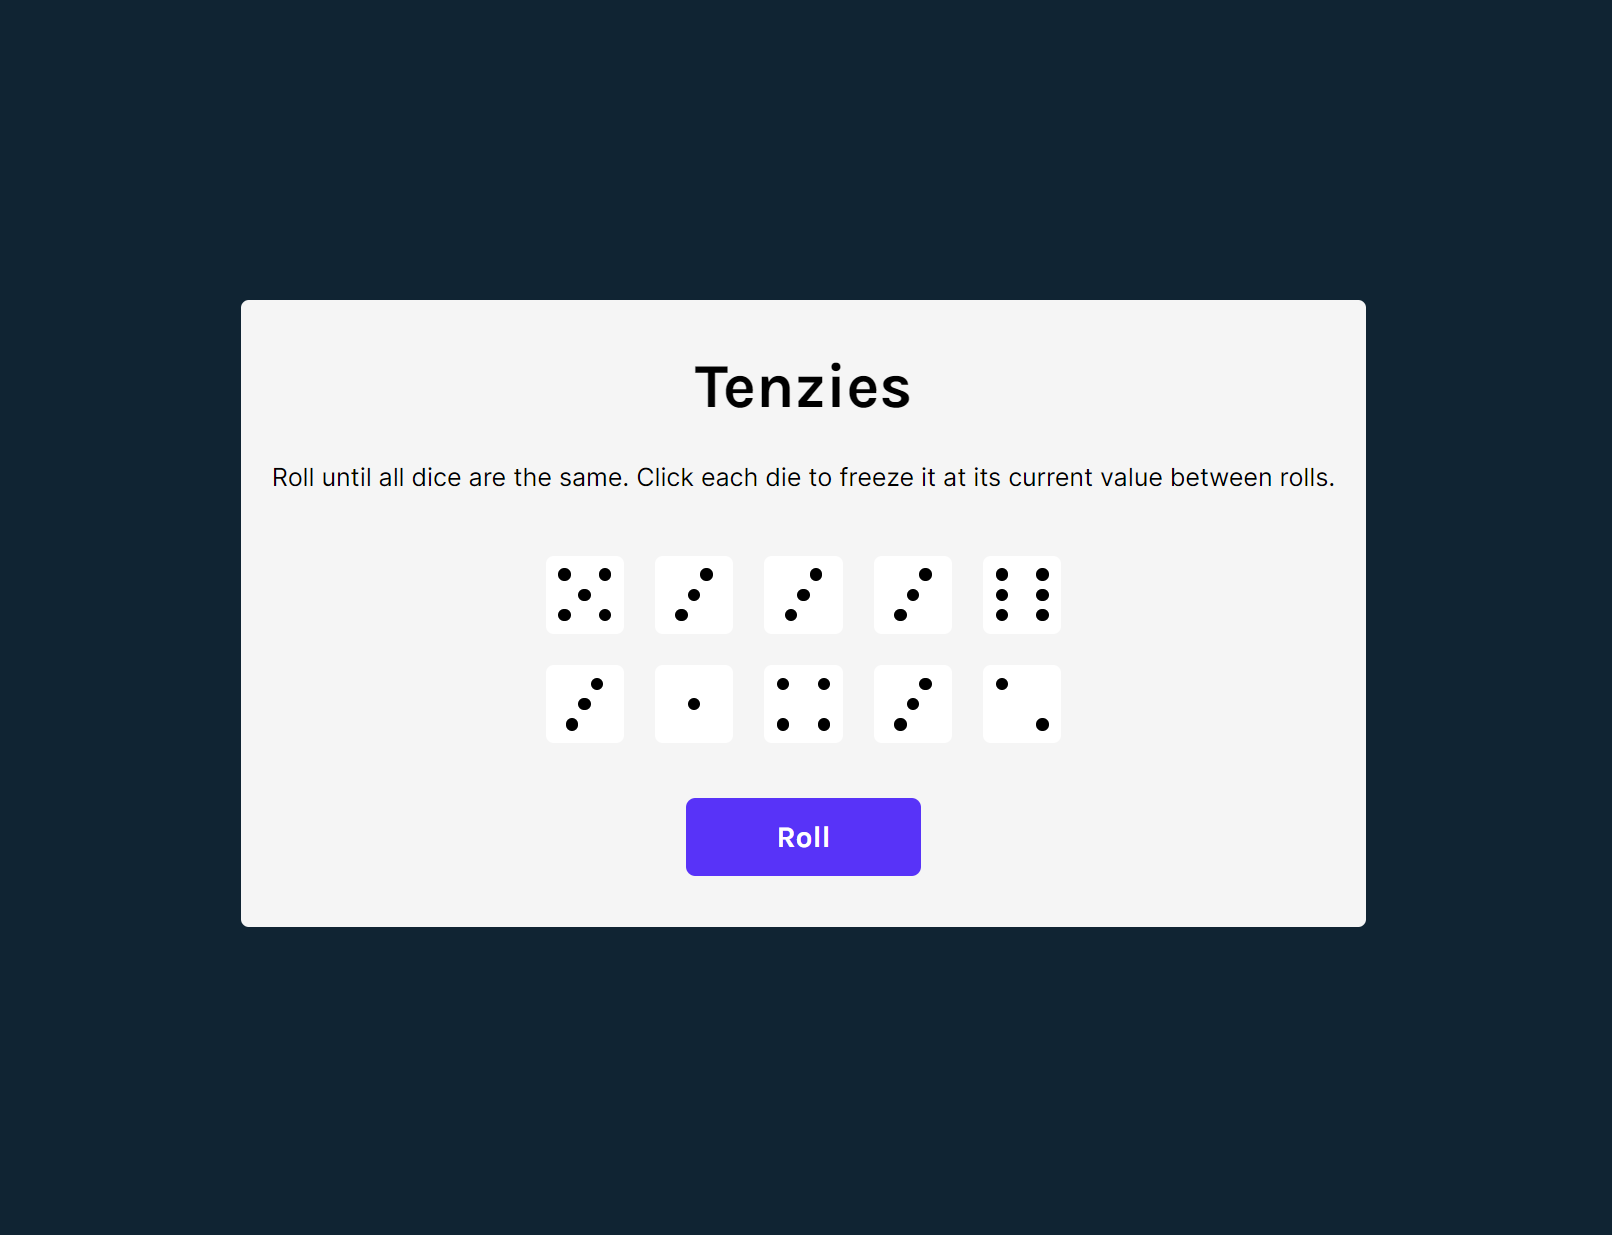 Tenzies
Roll until all dice are the same. Click each die to freeze it at its current value between rolls.
Roll